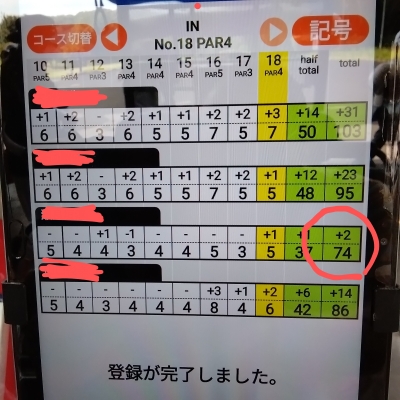 コース切替 IN 記号
No.18 PAR4
10 11 12 13 14 15 16 17 18 half total
PAR5 PAR4 PAR3 PAR4 PAR4 PAR4 PAR5 PAR3 PAR4 total
+1 +2 - +2 +1 +1 +2 +2 +3 +14 +31
6 6 3 6 5 5 7 5 7 50 103
+1 +2 - +2 +1 +1 +2 +2 +1 +12 +23
6 6 3 6 5 5 7 5 5 48 95
- - +1 -1 - - - - +1 +1 +2
5 4 4 3 4 4 5 3 5 37 74
- - - - - - +3 +1 +2 +6 +14
5 4 3 4 4 4 8 4 6 42 86
登録が完了しました。